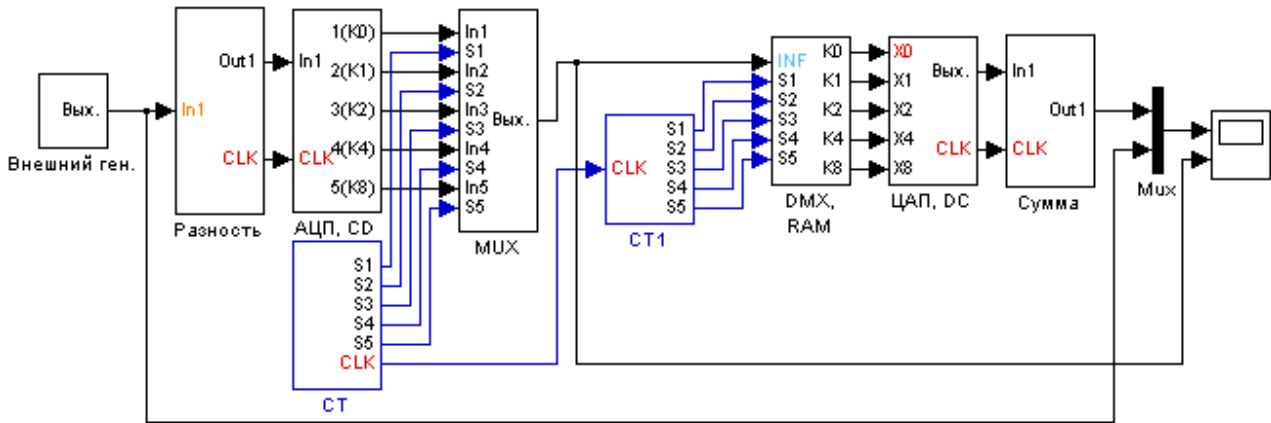 Вых.
Внешний ген.
In1
Out1
CLK
Разность
In1
CLK
1(K0)
2(K1)
3(K2)
4(K4)
5(K8)
АЦП, CD
S1
S2
S3
S4
S5
CLK
CT
In1
S1
In2
S2
In3
S3
In4
S4
In5
S5
Вых.
MUX
CLK
S1
S2
S3
S4
S5
CT1
INF
S1
S2
S3
S4
S5
K0
K1
K2
K4
K8
DMX,
RAM
X0
X1
X2
X4
X8
Вых.
CLK
ЦАП, DC
In1
CLK
Out1
Сумма
Mux